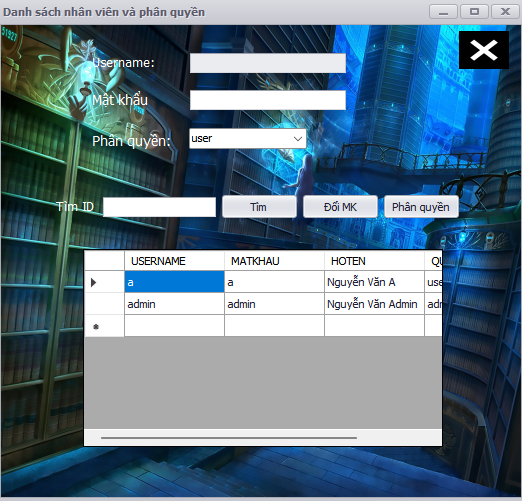 Danh sách nhân viên và phân quyền
Username:
Mật khẩu
Phân quyền: user
Tìm ID Tìm Đổi MK Phân quyền
USERNAME MATKHAU HOTEN QU
a a Nguyễn Văn A use
admin admin Nguyễn Văn Admin adm